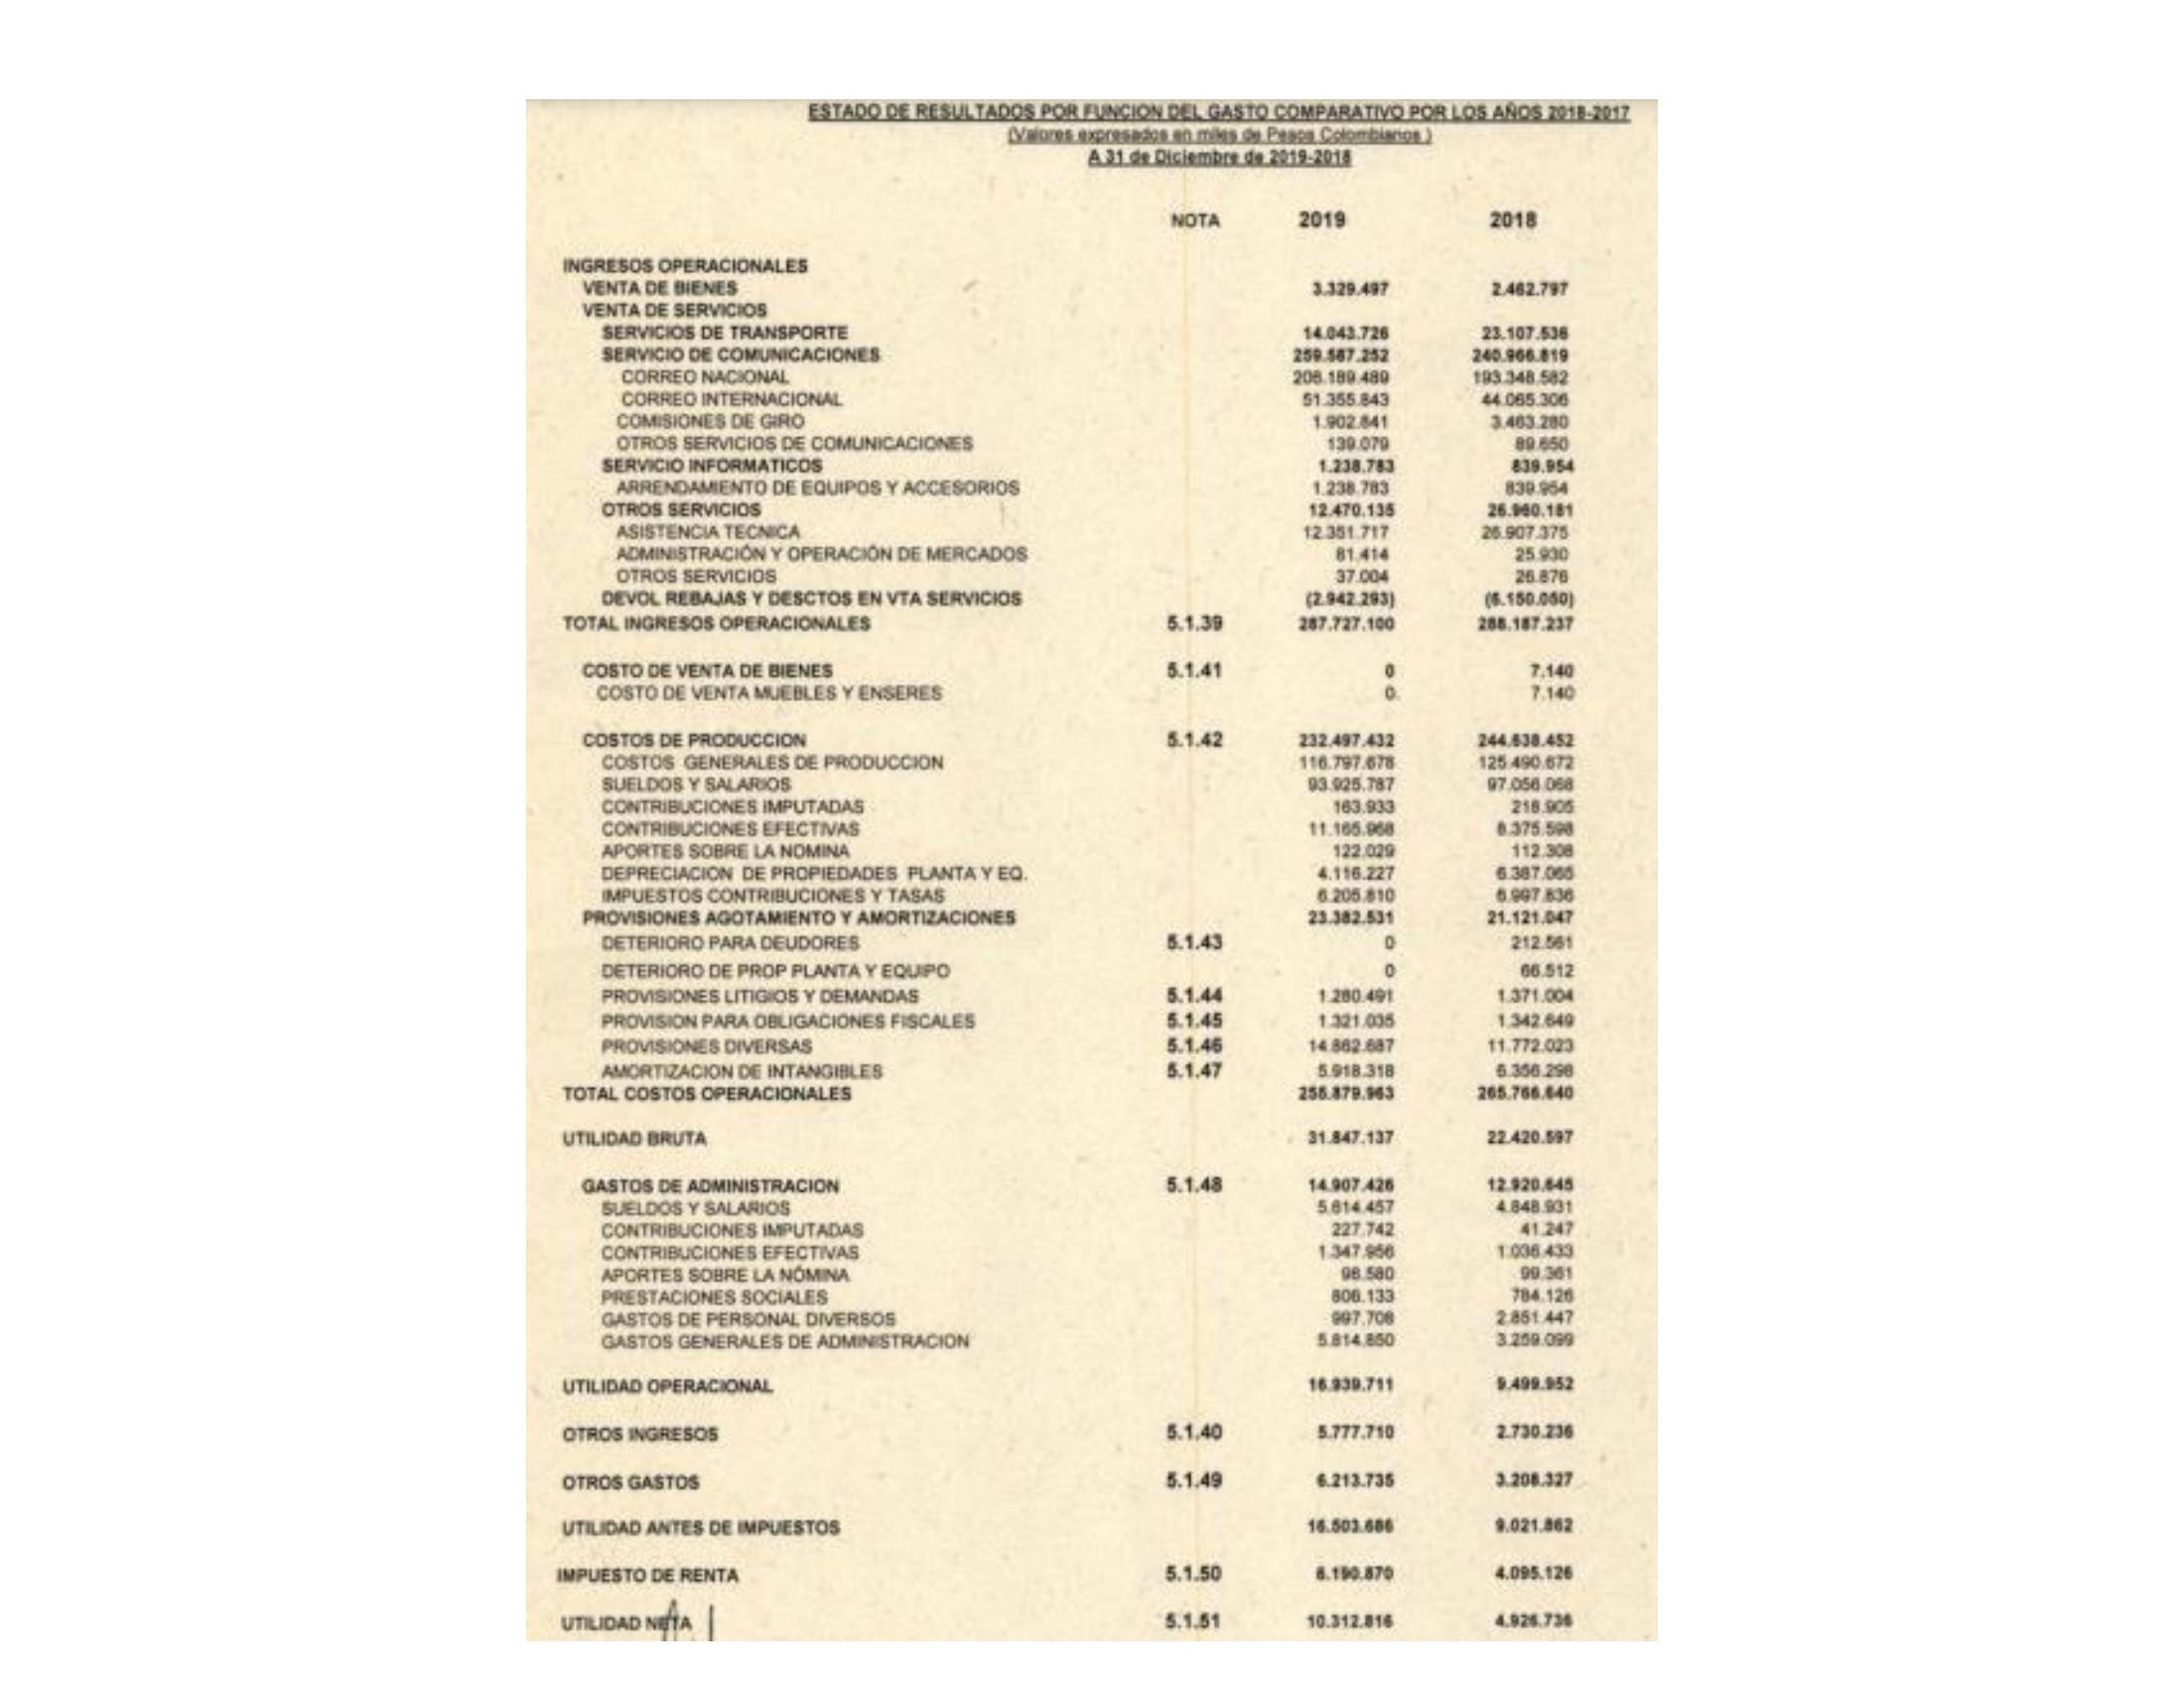 ESTADO DE RESULTADOS POR FUNCION DEL GASTO COMPARATIVO POR LOS AÑOS 2018-2017
(Valores expresados en miles de Pesos Colombianos )
A 31 de Diciembre de 2019-2018
NOTA 2019 2018
INGRESOS OPERACIONALES
VENTA DE BIENES 3.329.497 2.462.797
VENTA DE SERVICIOS
SERVICIOS DE TRANSPORTE 14.043.726 23.107.536
SERVICIO DE COMUNICACIONES 259.587.252 240.966.819
CORREO NACIONAL 206.189.489 193.348.582
CORREO INTERNACIONAL 51.355.843 44.065.306
COMISIONES DE GIRO 1.902.841 3.463.280
OTROS SERVICIOS DE COMUNICACIONES 139.079 89.650
SERVICIO INFORMATICOS 1.238.783 839.954
ARRENDAMIENTO DE EQUIPOS Y ACCESORIOS 1.238.783 839.954
OTROS SERVICIOS 12.470.135 26.960.181
ASISTENCIA TECNICA 12.351.717 26.907.375
ADMINISTRACIÓN Y OPERACIÓN DE MERCADOS 81.414 25.930
OTROS SERVICIOS 37.004 26.876
DEVOL REBAJAS Y DESCTOS EN VTA SERVICIOS (2.942.293) (6.150.050)
TOTAL INGRESOS OPERACIONALES 5.1.39 287.727.100 288.187.237
COSTO DE VENTA DE BIENES 5.1.41 0 7.140
COSTO DE VENTA MUEBLES Y ENSERES 0 7.140
COSTOS DE PRODUCCION 5.1.42 232.497.432 244.638.452
COSTOS GENERALES DE PRODUCCION 116.797.678 125.490.672
SUELDOS Y SALARIOS 93.925.787 97.056.068
CONTRIBUCIONES IMPUTADAS 163.933 218.905
CONTRIBUCIONES EFECTIVAS 11.165.968 8.375.598
APORTES SOBRE LA NOMINA 122.029 112.308
DEPRECIACION DE PROPIEDADES PLANTA Y EQ. 4.116.227 6.387.065
IMPUESTOS CONTRIBUCIONES Y TASAS 6.205.810 6.997.836
PROVISIONES AGOTAMIENTO Y AMORTIZACIONES 23.382.531 21.121.047
DETERIORO PARA DEUDORES 5.1.43 0 212.561
DETERIORO DE PROP PLANTA Y EQUIPO 0 66.512
PROVISIONES LITIGIOS Y DEMANDAS 5.1.44 1.280.491 1.371.004
PROVISION PARA OBLIGACIONES FISCALES 5.1.45 1.321.035 1.342.649
PROVISIONES DIVERSAS 5.1.46 14.862.687 11.772.023
AMORTIZACION DE INTANGIBLES 5.1.47 5.918.318 6.356.298
TOTAL COSTOS OPERACIONALES 255.879.963 265.766.640
UTILIDAD BRUTA 31.847.137 22.420.597
GASTOS DE ADMINISTRACION 5.1.48 14.907.426 12.920.645
SUELDOS Y SALARIOS 5.614.457 4.848.931
CONTRIBUCIONES IMPUTADAS 227.742 41.247
CONTRIBUCIONES EFECTIVAS 1.347.956 1.036.433
APORTES SOBRE LA NÓMINA 98.580 99.361
PRESTACIONES SOCIALES 806.133 784.126
GASTOS DE PERSONAL DIVERSOS 997.708 2.851.447
GASTOS GENERALES DE ADMINISTRACION 5.814.850 3.259.099
UTILIDAD OPERACIONAL 16.939.711 9.499.952
OTROS INGRESOS 5.1.40 5.777.710 2.730.236
OTROS GASTOS 5.1.49 6.213.735 3.208.327
UTILIDAD ANTES DE IMPUESTOS 16.503.686 9.021.862
IMPUESTO DE RENTA 5.1.50 6.190.870 4.095.126
UTILIDAD NETA 5.1.51 10.312.816 4.926.736